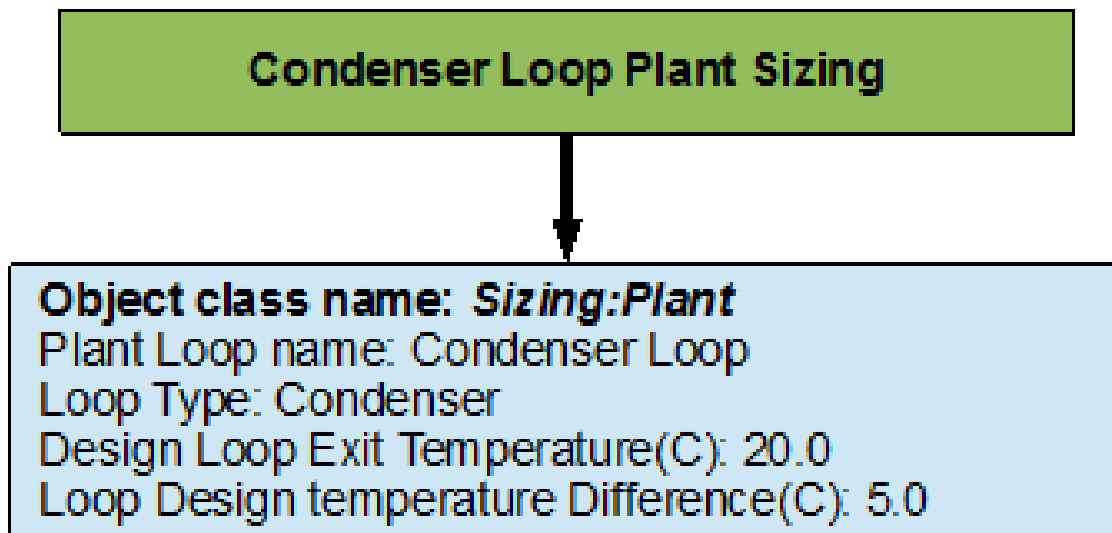 Condenser Loop Plant Sizing
Object class name: Sizing:Plant
Plant Loop name: Condenser Loop
Loop Type: Condenser
Design Loop Exit Temperature(C): 20.0
Loop Design temperature Difference(C): 5.0